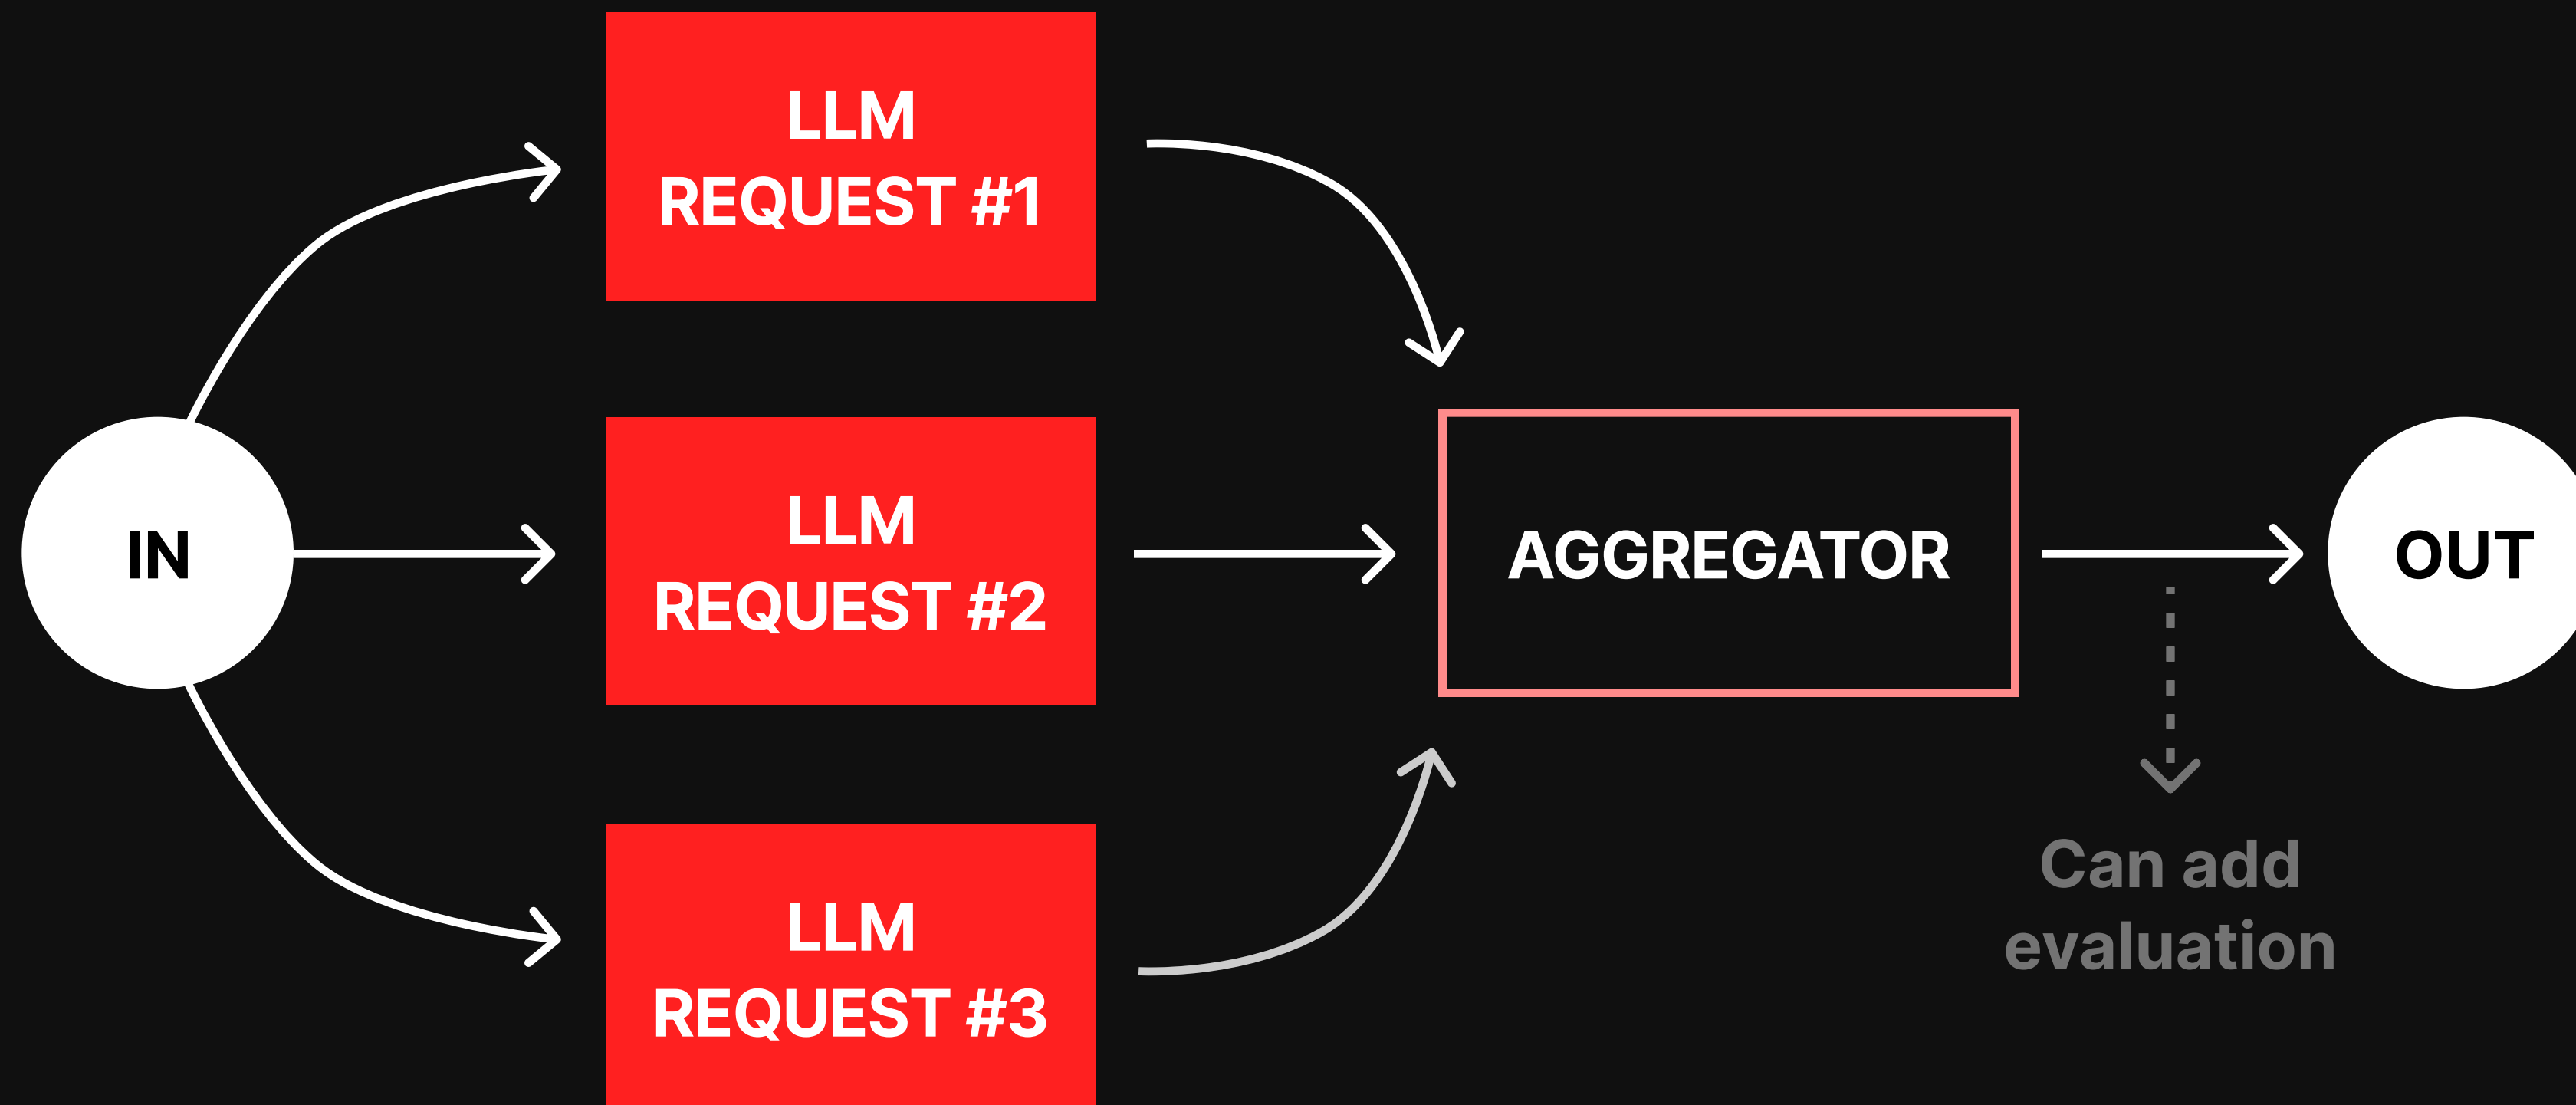 LLM
REQUEST #1
IN
LLM
REQUEST #2
AGGREGATOR
OUT
LLM
REQUEST #3
Can add
evaluation